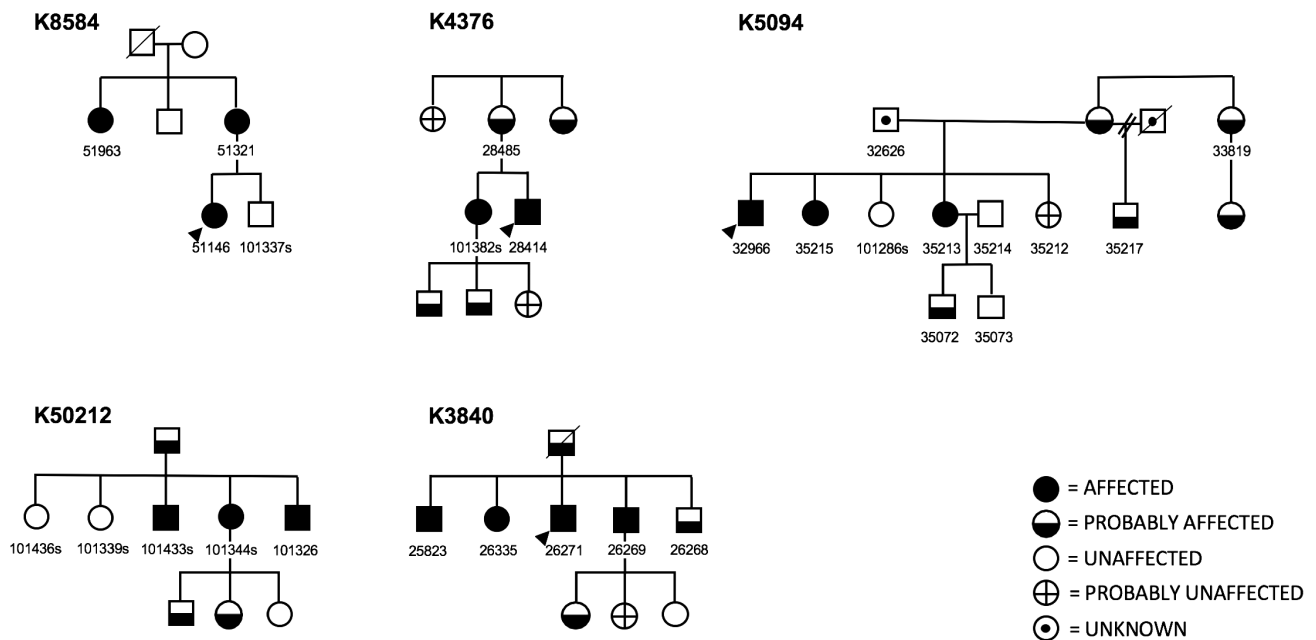 K8584
K4376
K5094
51963
51321
28485
32626
33819
51146
101337s
101382s
28414
32966
35215
101286s
35213
35214
35212
35217
35072
35073
K50212
K3840
101436s
101339s
101433s
101344s
101326
25823
26335
26271
26269
26268
= AFFECTED
= PROBABLY AFFECTED
= UNAFFECTED
= PROBABLY UNAFFECTED
= UNKNOWN